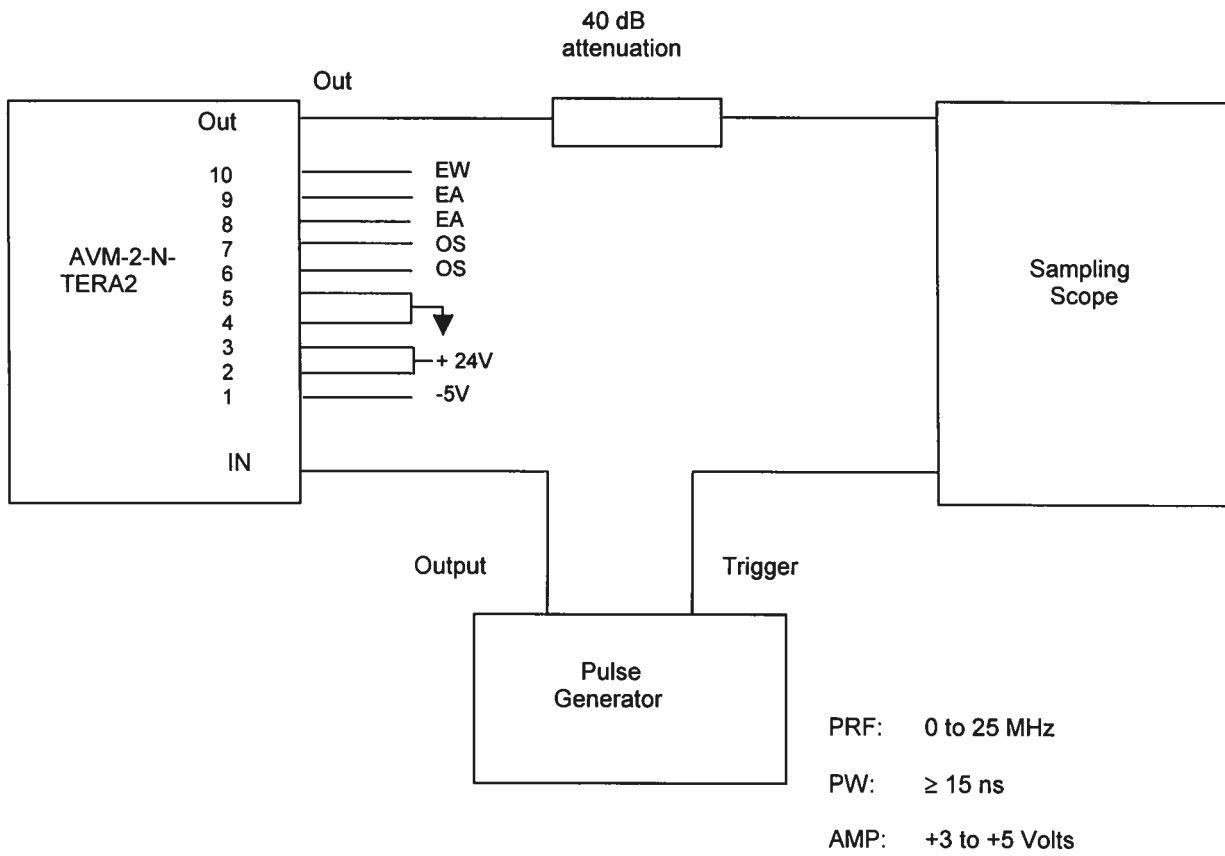 40 dB
attenuation
Out
Out
10
EW
9
EA
8
EA
7
OS
6
OS
5
4
3
2
+ 24V
1
-5V
AVM-2-N-
TERA2
IN
Sampling
Scope
Output
Trigger
Pulse
Generator
PRF: 0 to 25 MHz
PW: ≥ 15 ns
AMP: +3 to +5 Volts